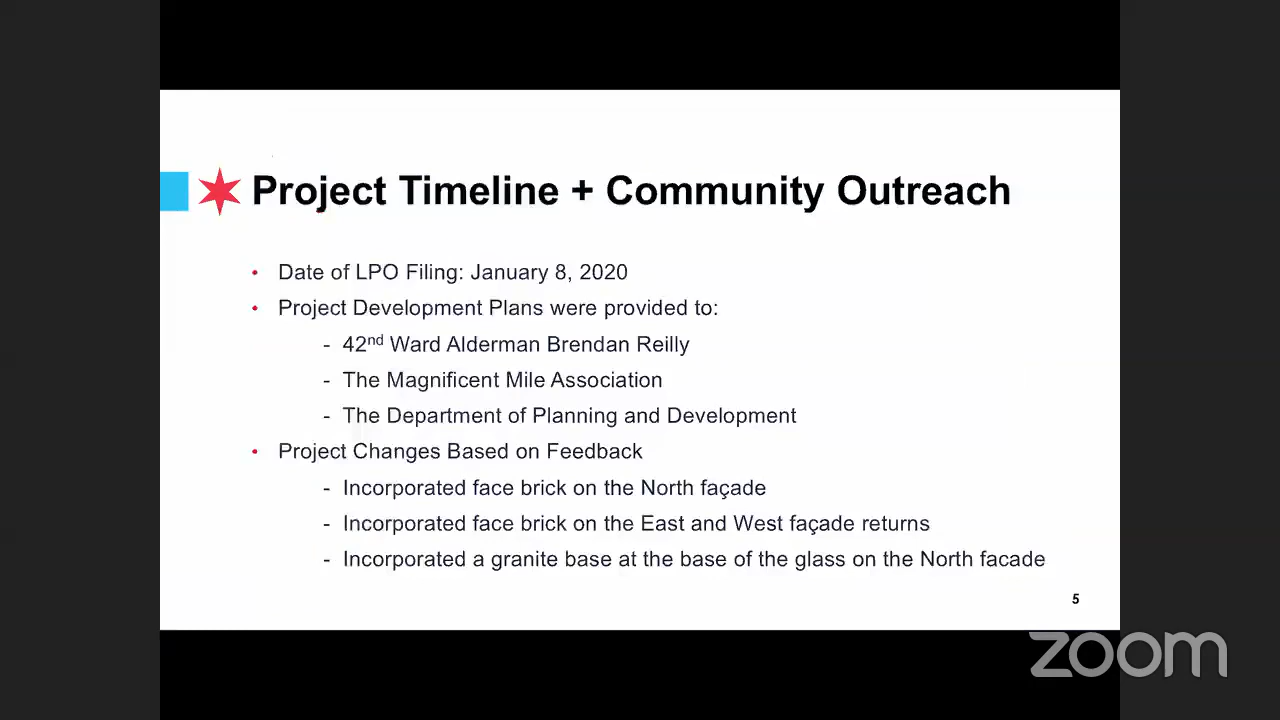 Project Timeline + Community Outreach
• Date of LPO Filing: January 8, 2020
• Project Development Plans were provided to:
- 42nd Ward Alderman Brendan Reilly
- The Magnificent Mile Association
- The Department of Planning and Development
• Project Changes Based on Feedback
- Incorporated face brick on the North façade
- Incorporated face brick on the East and West façade returns
- Incorporated a granite base at the base of the glass on the North facade
5
zoom